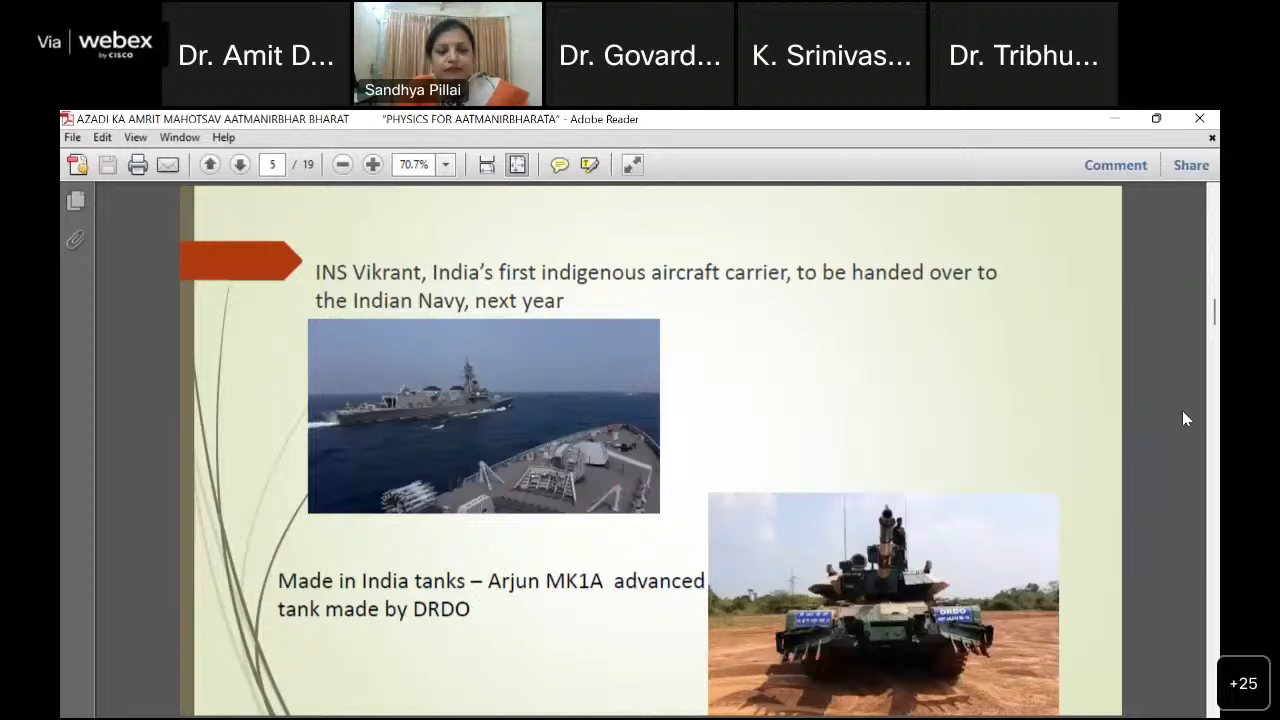 Via webex
by CISCO
Dr. Amit D...
Sandhya Pillai
Dr. Govard...
K. Srinivas...
Dr. Tribhu...
AZADI KA AMRIT MAHOTSAV AATMANIRBHAR BHARAT "PHYSICS FOR AATMANIRBHARATA" - Adobe Reader
File Edit View Window Help
5 / 19 70.7% Comment Share
INS Vikrant, India's first indigenous aircraft carrier, to be handed over to
the Indian Navy, next year
Made in India tanks – Arjun MK1A advanced
tank made by DRDO
DRDO
+25